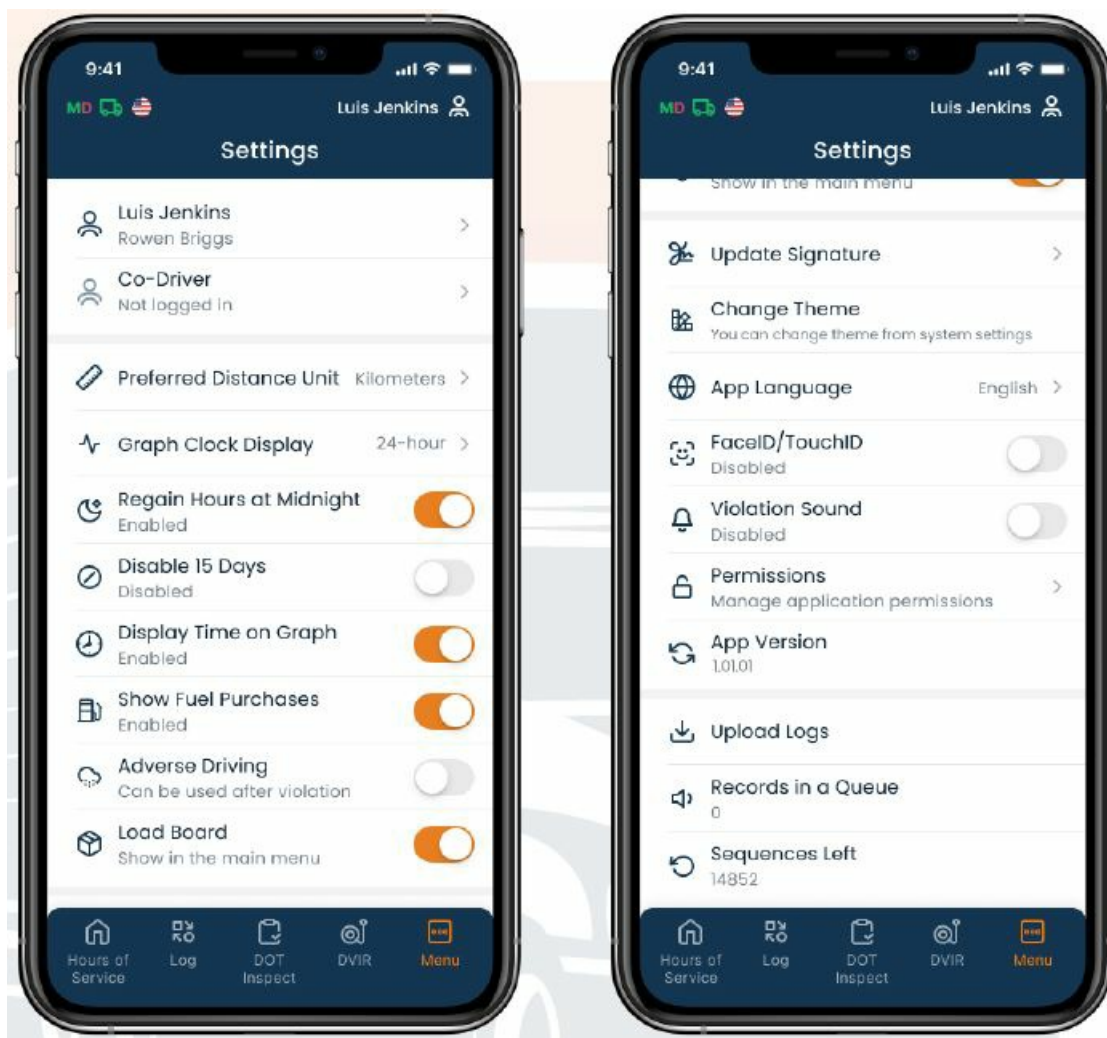 9:41
MD
Luis Jenkins
Settings
Luis Jenkins
Rowen Briggs
Co-Driver
Not logged in
Preferred Distance Unit Kilometers
Graph Clock Display 24-hour
Regain Hours at Midnight
Enabled
Disable 15 Days
Disabled
Display Time on Graph
Enabled
Show Fuel Purchases
Enabled
Adverse Driving
Can be used after violation
Load Board
Show in the main menu
Hours of Service
Log
DOT Inspect
DVIR
Menu
9:41
MD
Luis Jenkins
Settings
Show in the main menu
Update Signature
Change Theme
You can change theme from system settings
App Language English
FaceID/TouchID
Disabled
Violation Sound
Disabled
Permissions
Manage application permissions
App Version
1.01.01
Upload Logs
Records in a Queue
0
Sequences Left
14852
Hours of Service
Log
DOT Inspect
DVIR
Menu